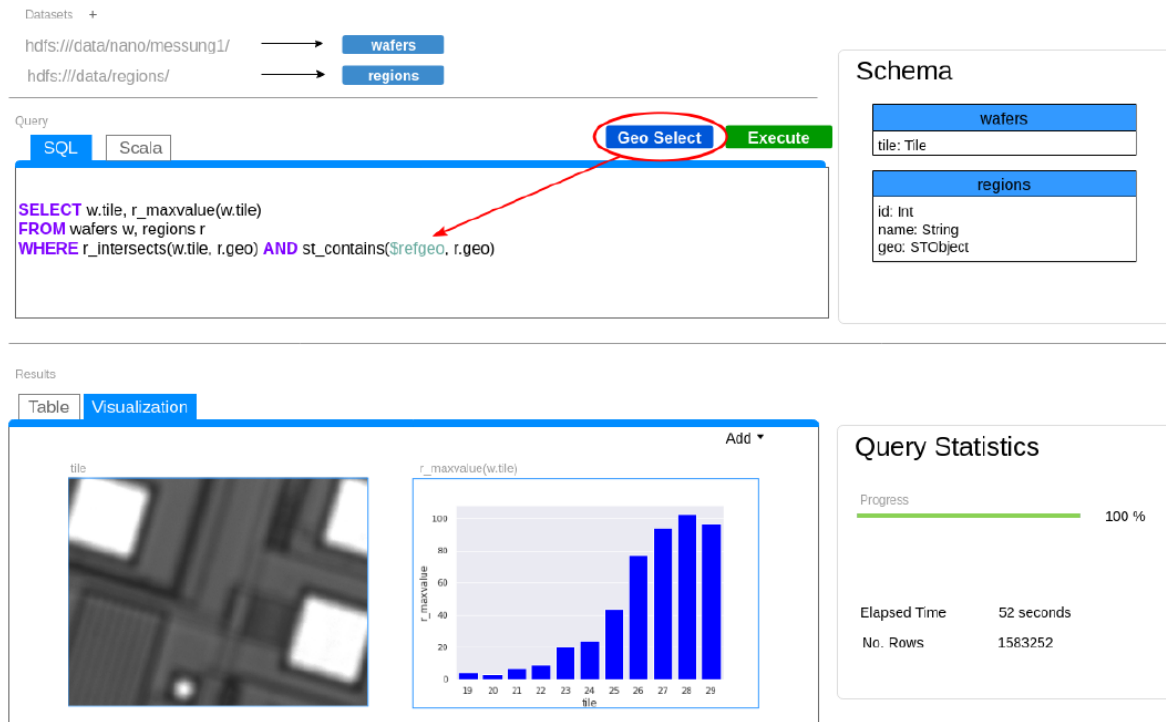 Datasets +
hdfs:///data/nano/messung1/ wafers
hdfs:///data/regions/ regions
Query
SQL Scala Geo Select Execute
SELECT w.tile, r_maxvalue(w.tile)
FROM wafers w, regions r
WHERE r_intersects(w.tile, r.geo) AND st_contains($refgeo, r.geo)
Schema
wafers
tile: Tile
regions
id: Int
name: String
geo: STObject
Results
Table Visualization
Add
tile
r_maxvalue(w.tile)
100
80
60
40
20
0
r_maxvalue
19 20 21 22 23 24 25 26 27 28 29
tile
Query Statistics
Progress
100 %
Elapsed Time 52 seconds
No. Rows 1583252